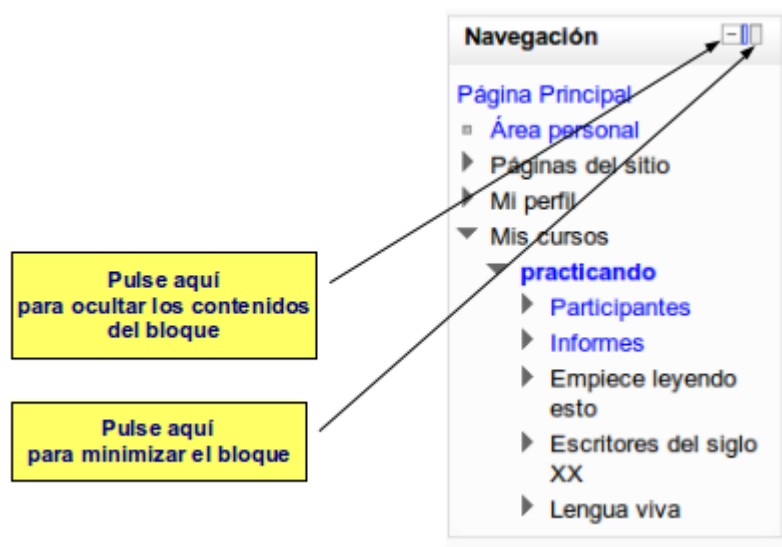 Navegación
Página Principal
Área personal
Páginas del sitio
Mi perfil
Mis cursos
practicando
Participantes
Informes
Empiece leyendo
esto
Escritores del siglo
XX
Lengua viva
Pulse aquí
para ocultar los contenidos
del bloque
Pulse aquí
para minimizar el bloque